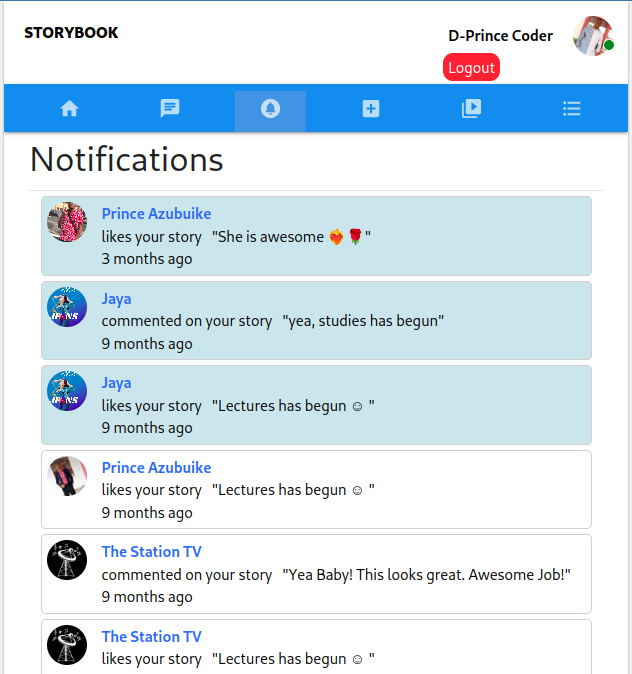 STORYBOOK
D-Prince Coder
Logout
Notifications
Prince Azubuike
likes your story "She is awesome ❤️‍🔥 🌹 "
3 months ago
Jaya
commented on your story "yea, studies has begun"
9 months ago
Jaya
likes your story "Lectures has begun ☺ "
9 months ago
Prince Azubuike
likes your story "Lectures has begun ☺ "
9 months ago
The Station TV
commented on your story "Yea Baby! This looks great. Awesome Job!"
9 months ago
The Station TV
likes your story "Lectures has begun ☺ "